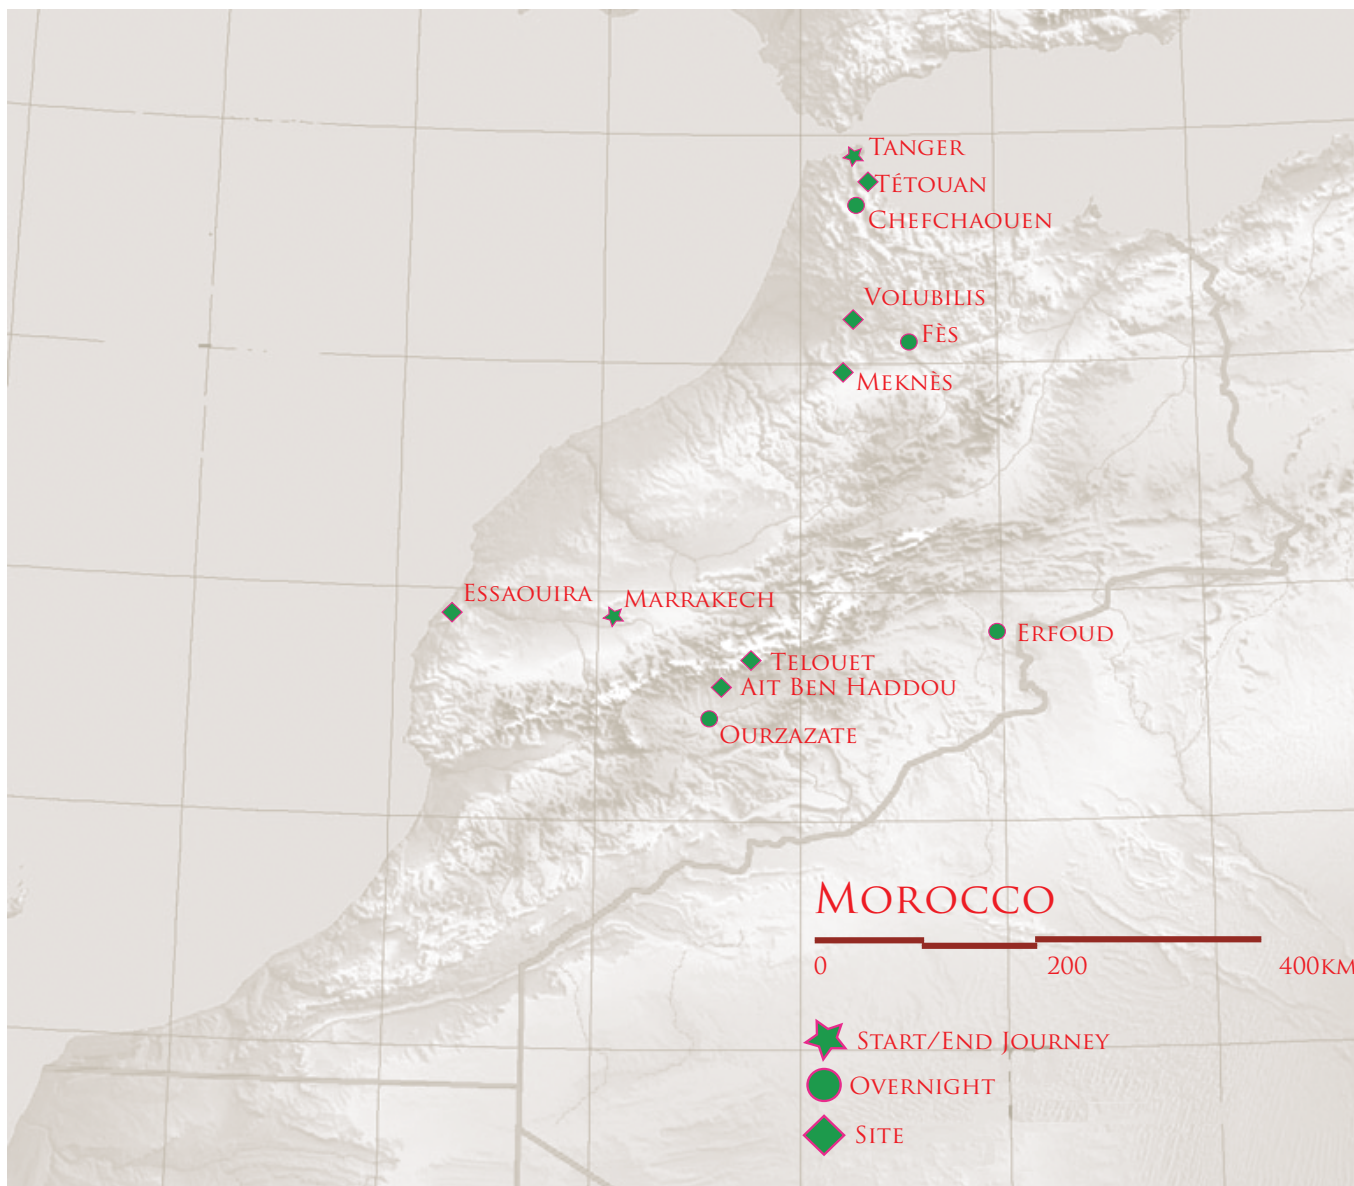 Tanger
Tétouan
Chefchaouen
Volubilis
Fès
Meknès
Essaouira
Marrakech
Erfoud
Telouet
Ait Ben Haddou
Ourzazate
Morocco
0 200 400km
Start/End Journey
Overnight
Site